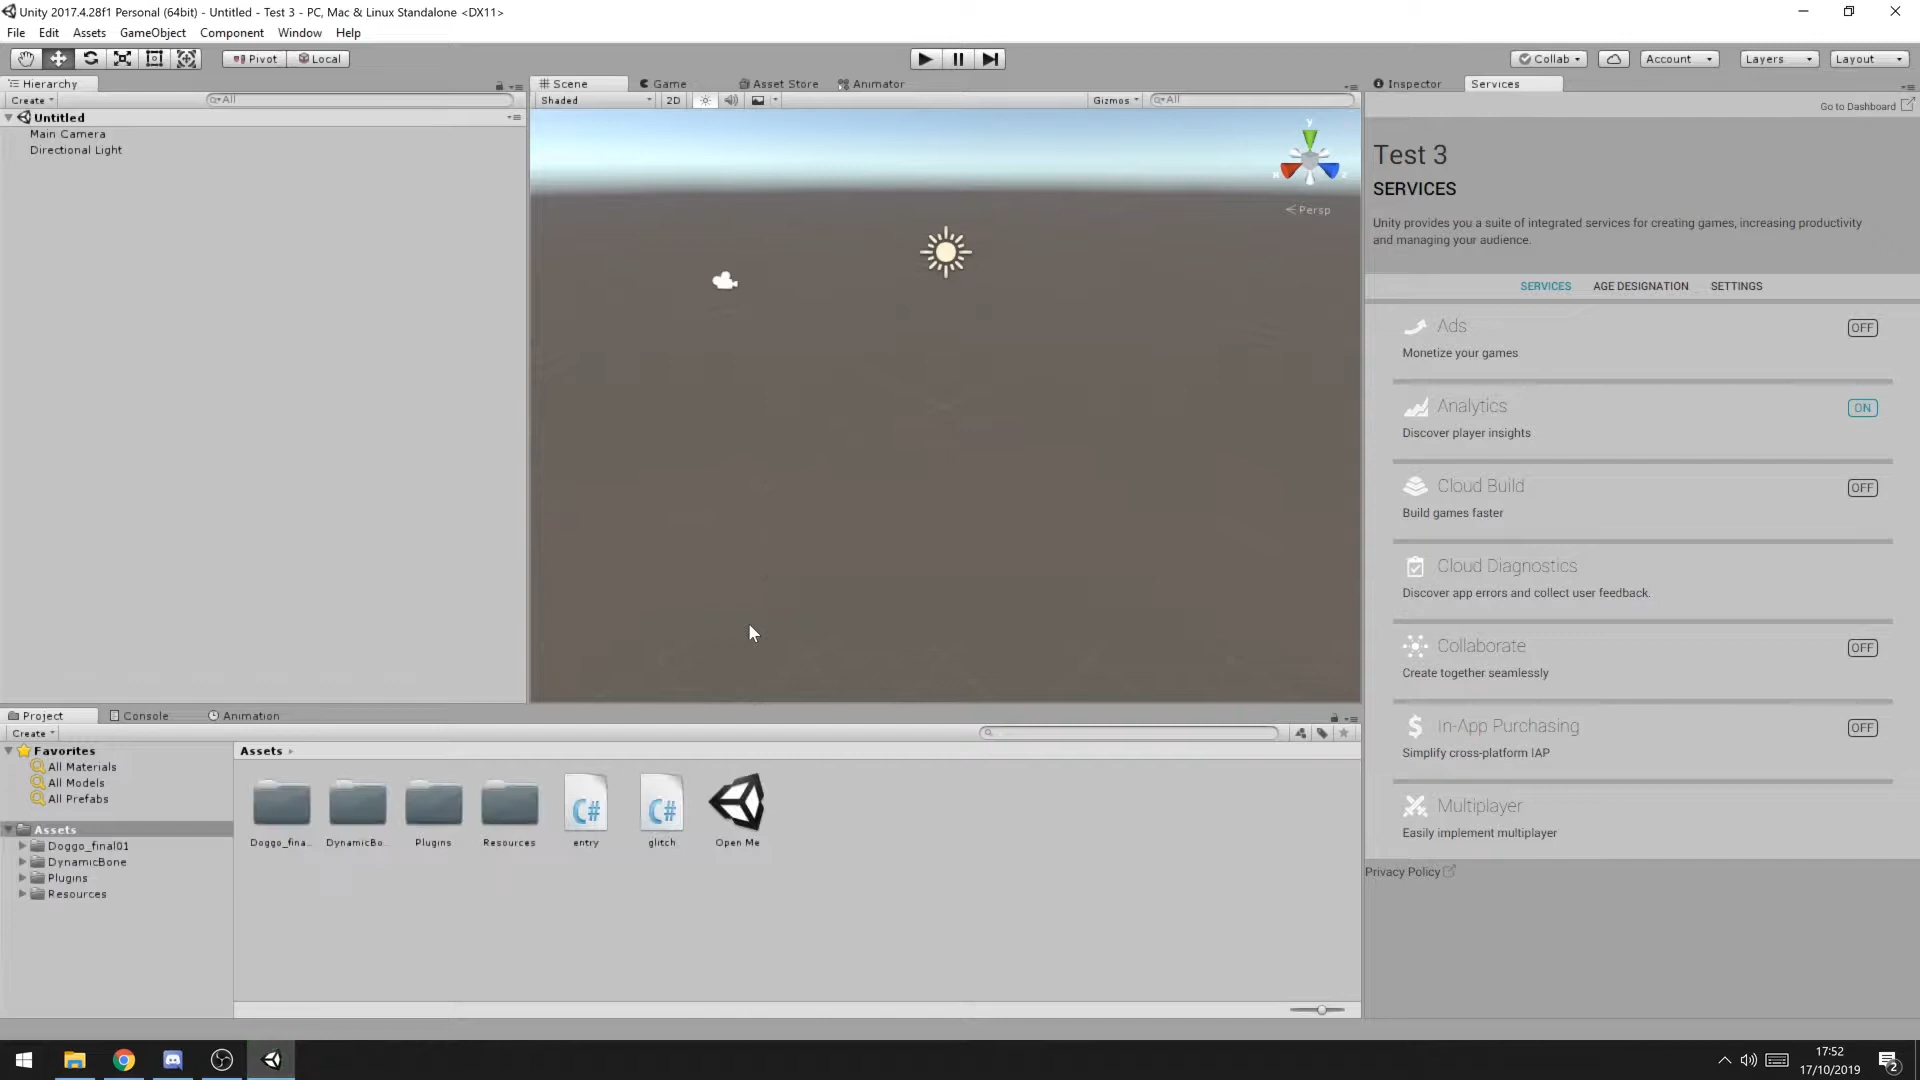 Unity 2017.4.28f1 Personal (64bit) - Untitled - Test 3 - PC, Mac & Linux Standalone <DX11>
File Edit Assets GameObject Component Window Help
Pivot Local Collab Account Layers Layout
Hierarchy
Create All
Untitled
Main Camera
Directional Light
Scene Game Asset Store Animator
Shaded 2D Gizmos All
y
x z
Persp
Inspector Services
Go to Dashboard
Test 3
SERVICES
Unity provides you a suite of integrated services for creating games, increasing productivity
and managing your audience.
SERVICES AGE DESIGNATION SETTINGS
Ads OFF
Monetize your games
Analytics ON
Discover player insights
Cloud Build OFF
Build games faster
Cloud Diagnostics
Discover app errors and collect user feedback.
Collaborate OFF
Create together seamlessly
In-App Purchasing OFF
Simplify cross-platform IAP
Multiplayer
Easily implement multiplayer
Privacy Policy
Project Console Animation
Create
Favorites
All Materials
All Models
All Prefabs
Assets
Doggo_final01
DynamicBone
Plugins
Resources
Assets
C# C#
Doggo_fina... DynamicBo... Plugins Resources entry glitch Open Me
17:52
17/10/2019
2